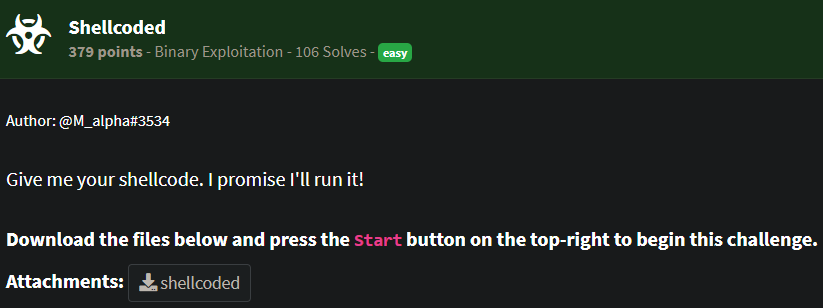 Shellcoded
379 points - Binary Exploitation - 106 Solves - easy
Author: @M_alpha#3534
Give me your shellcode. I promise I'll run it!
Download the files below and press the Start button on the top-right to begin this challenge.
Attachments: shellcoded